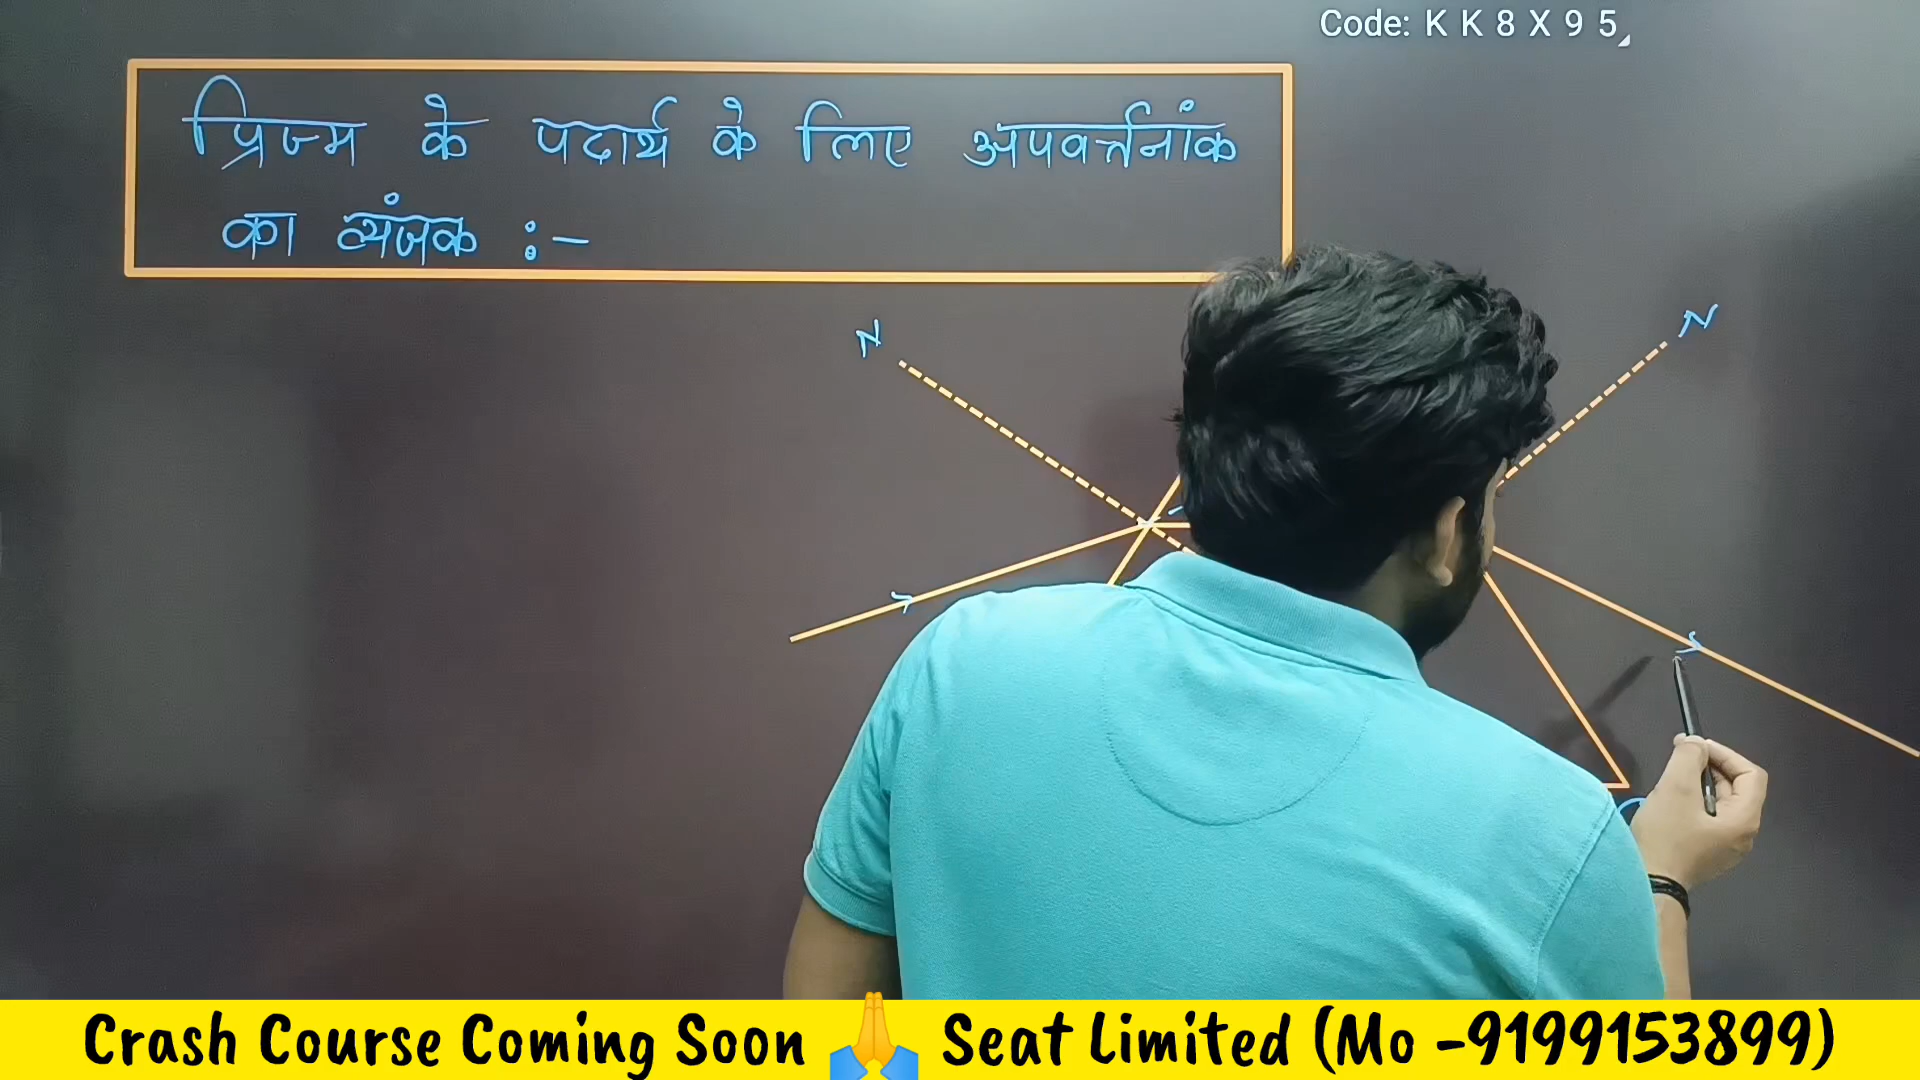 Code: K K 8 X 9 5
प्रिज्म के पदार्थ के लिए अपवर्त्तनांक
का व्यंजक :-
N
N
Crash Course Coming Soon 🙏 Seat Limited (Mo -9199153899)